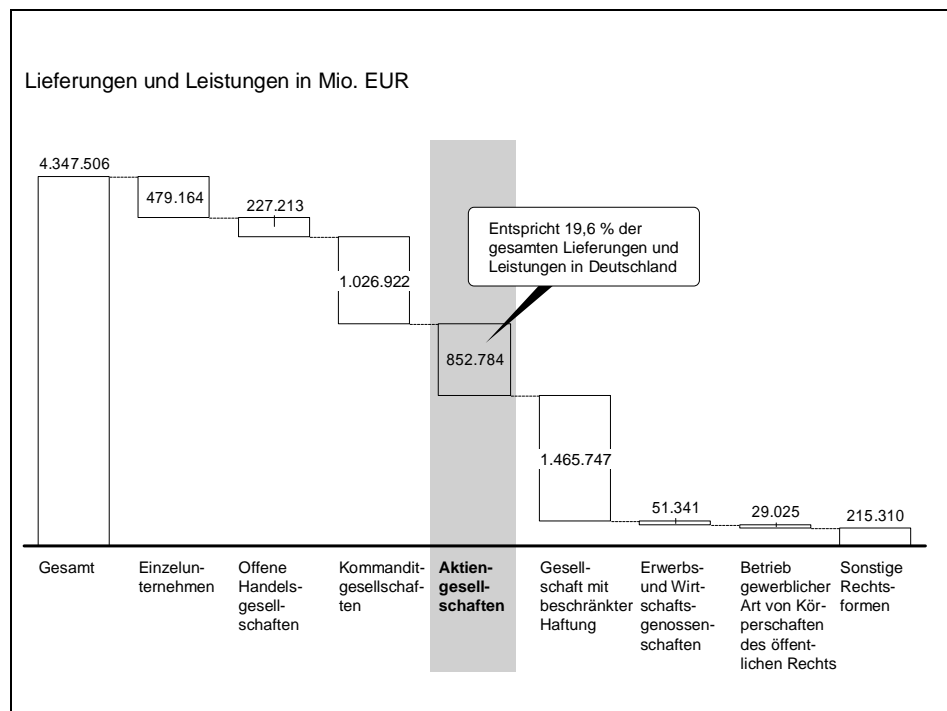 Lieferungen und Leistungen in Mio. EUR
4.347.506
479.164
227.213
1.026.922
Entspricht 19,6 % der
gesamten Lieferungen und
Leistungen in Deutschland
852.784
1.465.747
51.341
29.025
215.310
Gesamt
Einzelun-
ternehmen
Offene
Handels-
gesell-
schaften
Kommandit-
gesellschaf-
ten
Aktien-
gesell-
schaften
Gesell-
schaft mit
beschränkter
Haftung
Erwerbs-
und Wirt-
schafts-
genossen-
schaften
Betrieb
gewerblicher
Art von Kör-
perschaften
des öffent-
lichen Rechts
Sonstige
Rechts-
formen